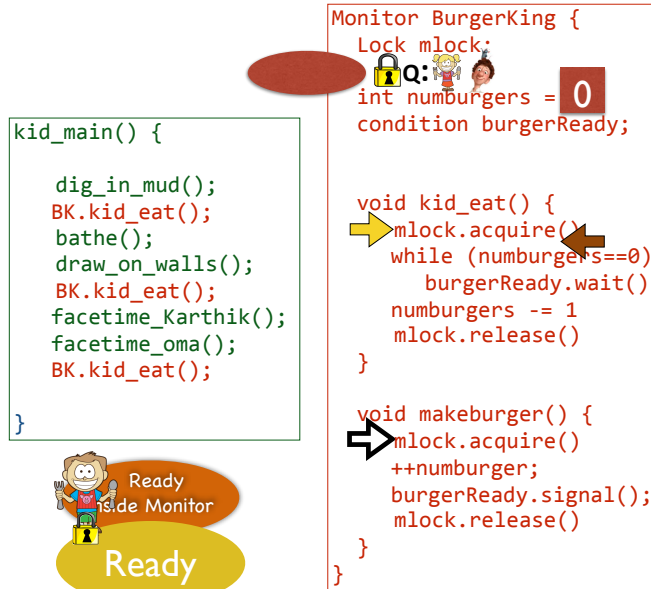 Monitor BurgerKing {
Lock mlock;
Q:
int numburgers = 0
condition burgerReady;
void kid_eat() {
mlock.acquire()
while (numburgers==0)
burgerReady.wait()
numburgers -= 1
mlock.release()
}
void makeburger() {
mlock.acquire()
++numburger;
burgerReady.signal();
mlock.release()
}
}
kid_main() {
dig_in_mud();
BK.kid_eat();
bathe();
draw_on_walls();
BK.kid_eat();
facetime_Karthik();
facetime_oma();
BK.kid_eat();
}
Ready
side Monitor
Ready